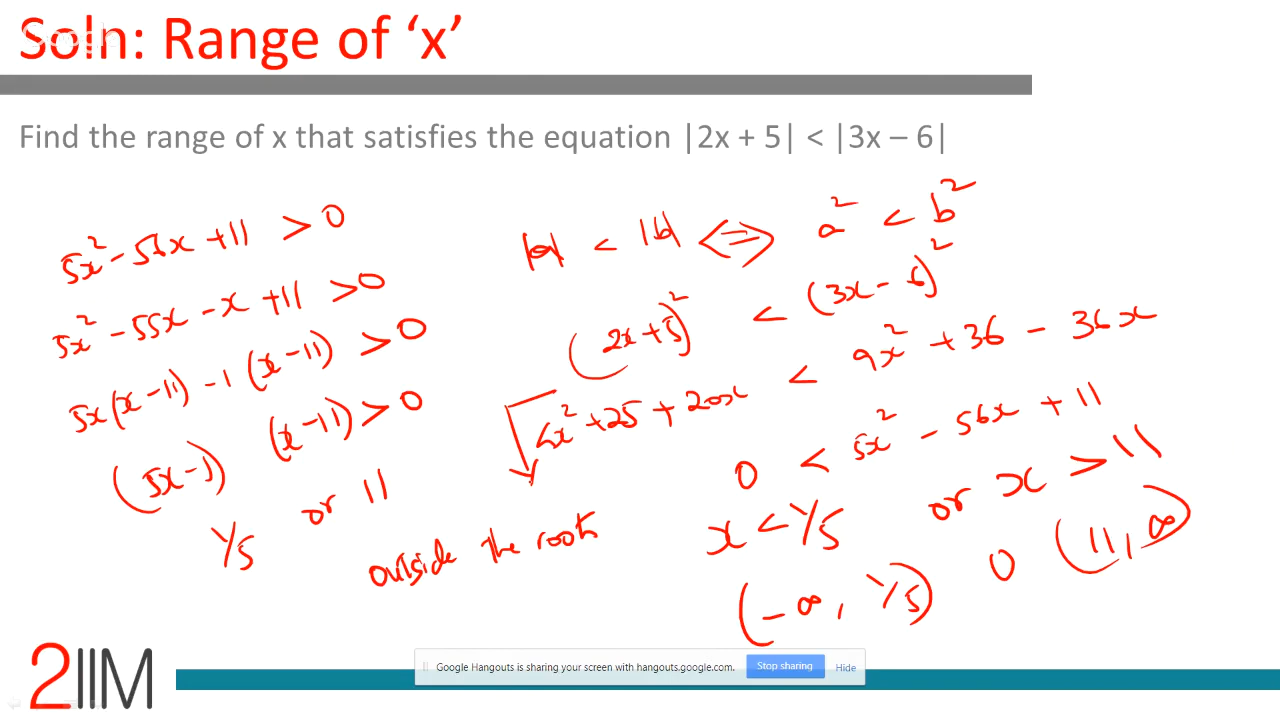 Soln: Range of ‘x’
Google
Find the range of x that satisfies the equation |2x + 5| < |3x – 6|
5x² - 56x + 11 > 0
5x² - 55x - x + 11 > 0
5x(x - 11) - 1(x - 11) > 0
(5x - 1) (x - 11) > 0
1/5 or 11
outside the roots
|a| < |b| <=> a² < b²
(2x + 5)² < (3x - 6)²
4x² + 25 + 20x < 9x² + 36 - 36x
0 < 5x² - 56x + 11
x < 1/5 or x > 11
(-∞, 1/5) U (11, ∞)
2IIM
Google Hangouts is sharing your screen with hangouts.google.com. Stop sharing Hide